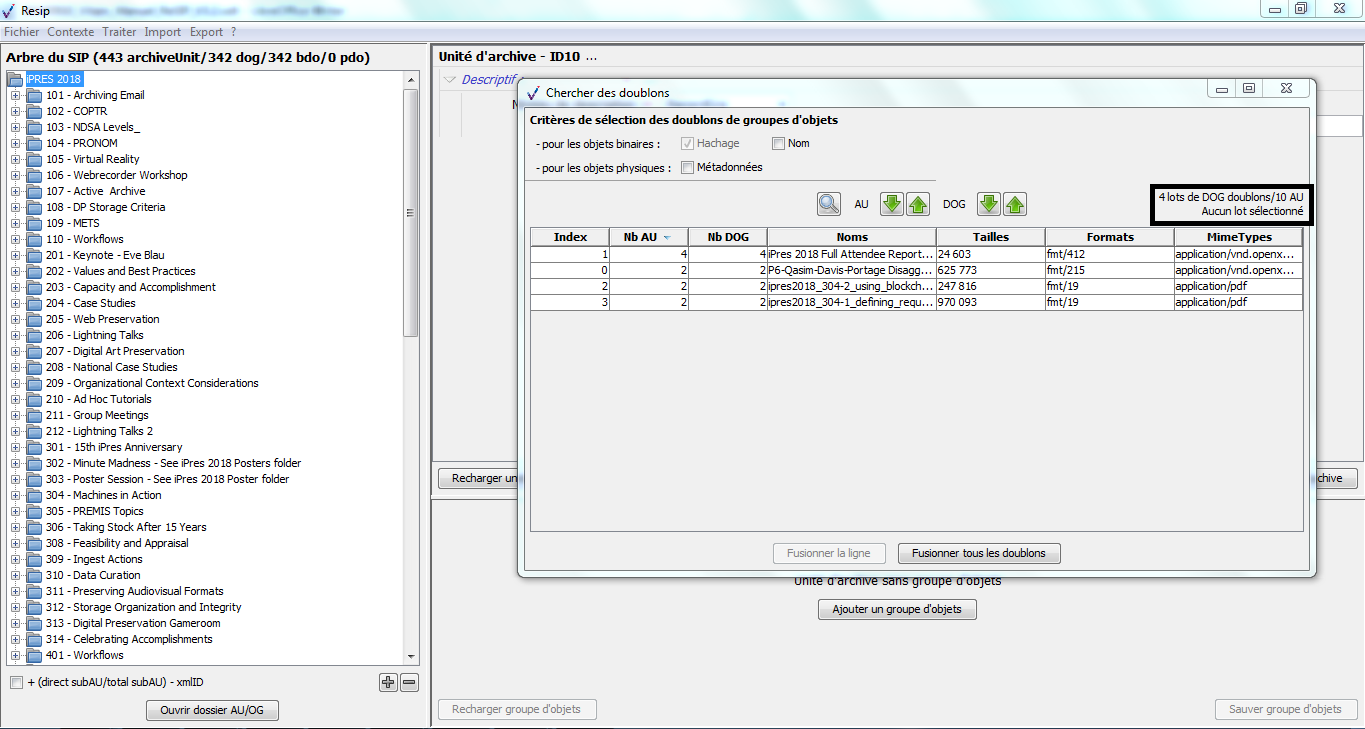 Resip
Fichier Contexte Traiter Import Export ?
Arbre du SIP (443 archiveUnit/342 dog/342 bdo/0 pdo)
iPRES 2018
101 - Archiving Email
102 - COPTR
103 - NDSA Levels_
104 - PRONOM
105 - Virtual Reality
106 - Webrecorder Workshop
107 - Active Archive
108 - DP Storage Criteria
109 - METS
110 - Workflows
201 - Keynote - Eve Blau
202 - Values and Best Practices
203 - Capacity and Accomplishment
204 - Case Studies
205 - Web Preservation
206 - Lightning Talks
207 - Digital Art Preservation
208 - National Case Studies
209 - Organizational Context Considerations
210 - Ad Hoc Tutorials
211 - Group Meetings
212 - Lightning Talks 2
301 - 15th iPres Anniversary
302 - Minute Madness - See iPres 2018 Posters folder
303 - Poster Session - See iPres 2018 Poster folder
304 - Machines in Action
305 - PREMIS Topics
306 - Taking Stock After 15 Years
308 - Feasibility and Appraisal
309 - Ingest Actions
310 - Data Curation
311 - Preserving Audiovisual Formats
312 - Storage Organization and Integrity
313 - Digital Preservation Gameroom
314 - Celebrating Accomplishments
401 - Workflows
+ (direct subAU/total subAU) - xmlID
Ouvrir dossier AU/OG
Unité d'archive - ID10 ...
Descriptif
Chercher des doublons
Critères de sélection des doublons de groupes d'objets
- pour les objets binaires : Hachage Nom
- pour les objets physiques : Métadonnées
AU DOG
4 lots de DOG doublons/10 AU
Aucun lot sélectionné
Index Nb AU Nb DOG Noms Tailles Formats MimeTypes
1 4 4 iPres 2018 Full Attendee Report... 24 603 fmt/412 application/vnd.openx...
0 2 2 P6-Qasim-Davis-Portage Disagg... 625 773 fmt/215 application/vnd.openx...
2 2 2 ipres2018_304-2_using_blockch... 247 816 fmt/19 application/pdf
3 2 2 ipres2018_304-1_defining_requ... 970 093 fmt/19 application/pdf
Fusionner la ligne Fusionner tous les doublons
Recharger un
chive
Unité d'archive sans groupe d'objets
Ajouter un groupe d'objets
Recharger groupe d'objets Sauver groupe d'objets